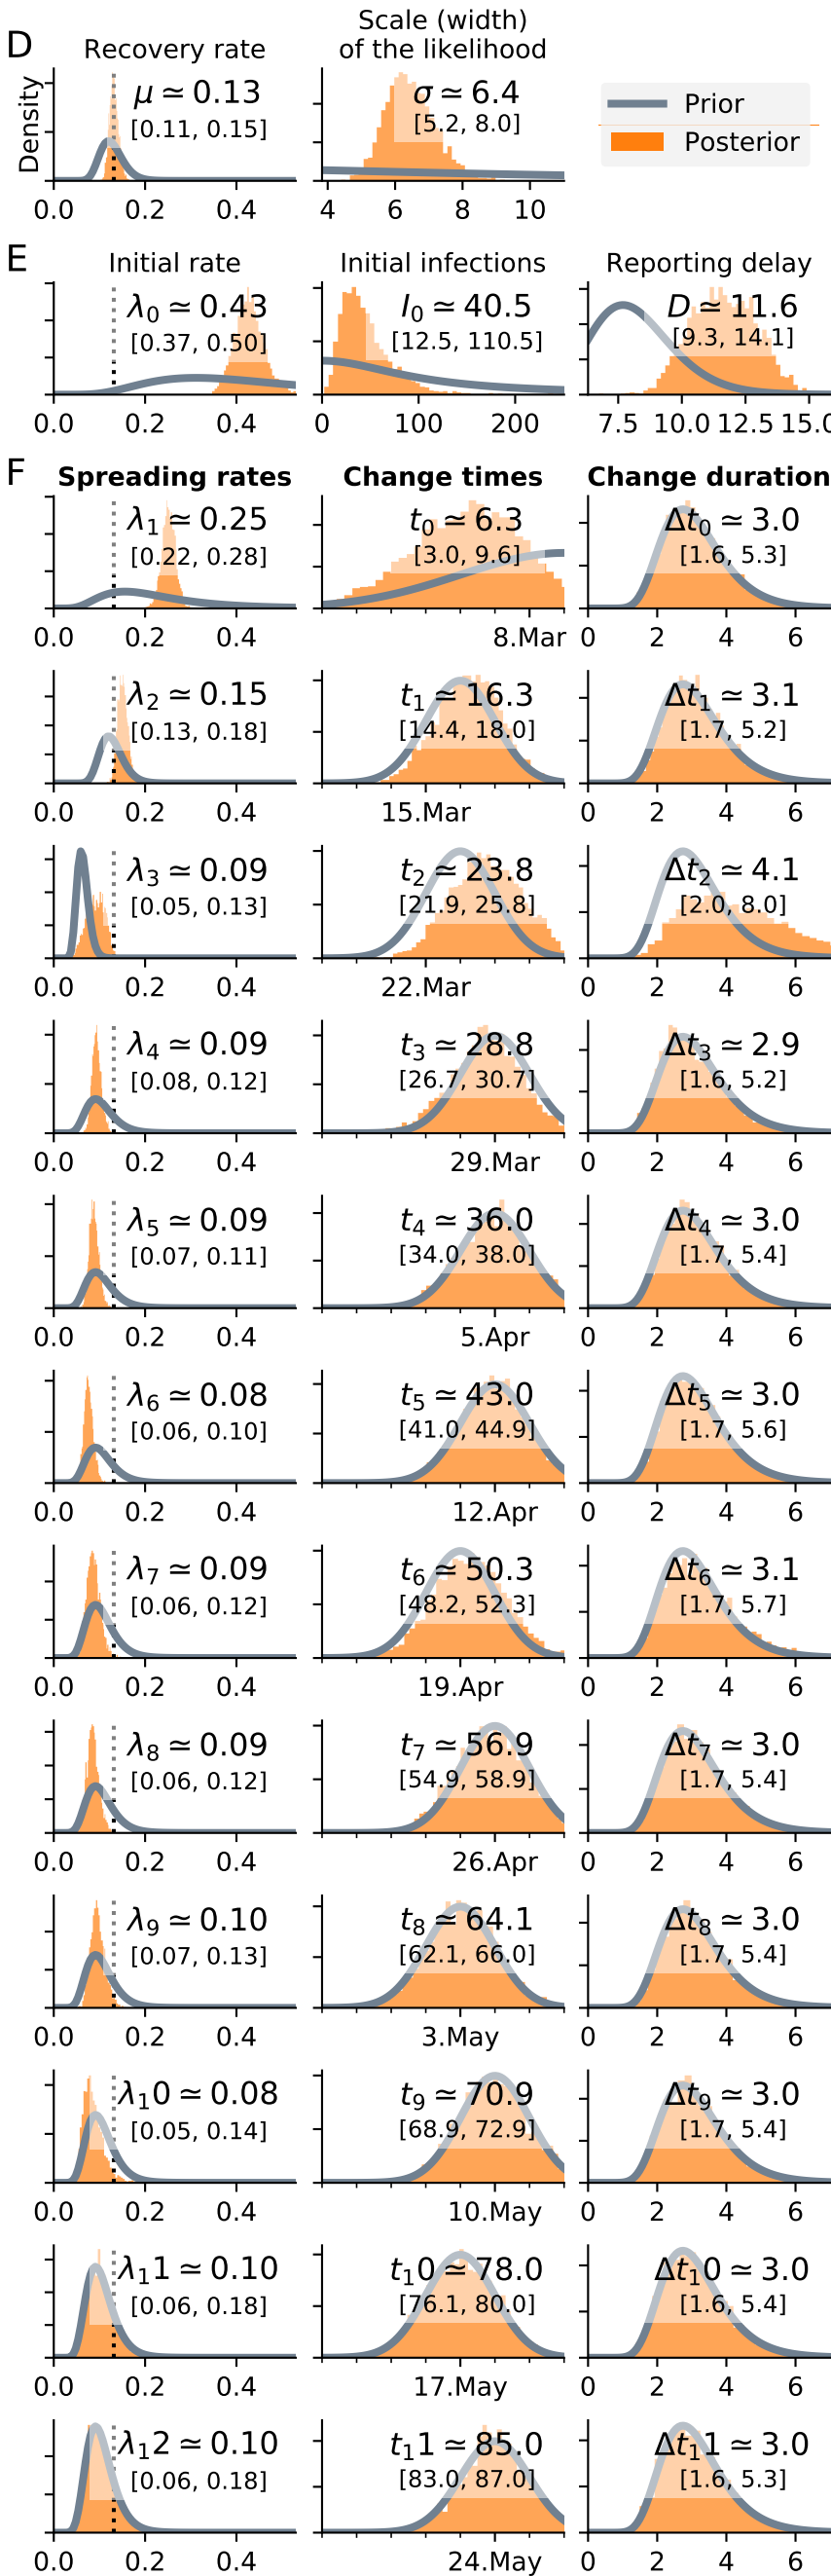 D
Recovery rate
Scale (width)
of the likelihood
Density
μ ≃ 0.13
[0.11, 0.15]
σ ≃ 6.4
[5.2, 8.0]
Prior
Posterior
0.0 0.2 0.4
4 6 8 10
E
Initial rate
Initial infections
Reporting delay
λ₀ ≃ 0.43
[0.37, 0.50]
I₀ ≃ 40.5
[12.5, 110.5]
D ≃ 11.6
[9.3, 14.1]
0.0 0.2 0.4
0 100 200
7.5 10.0 12.5 15.0
F
Spreading rates
Change times
Change duration
λ₁ ≃ 0.25
[0.22, 0.28]
t₀ ≃ 6.3
[3.0, 9.6]
Δt₀ ≃ 3.0
[1.6, 5.3]
0.0 0.2 0.4
8.Mar
0 2 4 6
λ₂ ≃ 0.15
[0.13, 0.18]
t₁ ≃ 16.3
[14.4, 18.0]
Δt₁ ≃ 3.1
[1.7, 5.2]
0.0 0.2 0.4
15.Mar
0 2 4 6
λ₃ ≃ 0.09
[0.05, 0.13]
t₂ ≃ 23.8
[21.9, 25.8]
Δt₂ ≃ 4.1
[2.0, 8.0]
0.0 0.2 0.4
22.Mar
0 2 4 6
λ₄ ≃ 0.09
[0.08, 0.12]
t₃ ≃ 28.8
[26.7, 30.7]
Δt₃ ≃ 2.9
[1.6, 5.2]
0.0 0.2 0.4
29.Mar
0 2 4 6
λ₅ ≃ 0.09
[0.07, 0.11]
t₄ ≃ 36.0
[34.0, 38.0]
Δt₄ ≃ 3.0
[1.7, 5.4]
0.0 0.2 0.4
5.Apr
0 2 4 6
λ₆ ≃ 0.08
[0.06, 0.10]
t₅ ≃ 43.0
[41.0, 44.9]
Δt₅ ≃ 3.0
[1.7, 5.6]
0.0 0.2 0.4
12.Apr
0 2 4 6
λ₇ ≃ 0.09
[0.06, 0.12]
t₆ ≃ 50.3
[48.2, 52.3]
Δt₆ ≃ 3.1
[1.7, 5.7]
0.0 0.2 0.4
19.Apr
0 2 4 6
λ₈ ≃ 0.09
[0.06, 0.12]
t₇ ≃ 56.9
[54.9, 58.9]
Δt₇ ≃ 3.0
[1.7, 5.4]
0.0 0.2 0.4
26.Apr
0 2 4 6
λ₉ ≃ 0.10
[0.07, 0.13]
t₈ ≃ 64.1
[62.1, 66.0]
Δt₈ ≃ 3.0
[1.7, 5.4]
0.0 0.2 0.4
3.May
0 2 4 6
λ₁0 ≃ 0.08
[0.05, 0.14]
t₉ ≃ 70.9
[68.9, 72.9]
Δt₉ ≃ 3.0
[1.7, 5.4]
0.0 0.2 0.4
10.May
0 2 4 6
λ₁1 ≃ 0.10
[0.06, 0.18]
t₁0 ≃ 78.0
[76.1, 80.0]
Δt₁0 ≃ 3.0
[1.6, 5.4]
0.0 0.2 0.4
17.May
0 2 4 6
λ₁2 ≃ 0.10
[0.06, 0.18]
t₁1 ≃ 85.0
[83.0, 87.0]
Δt₁1 ≃ 3.0
[1.6, 5.3]
0.0 0.2 0.4
24.May
0 2 4 6